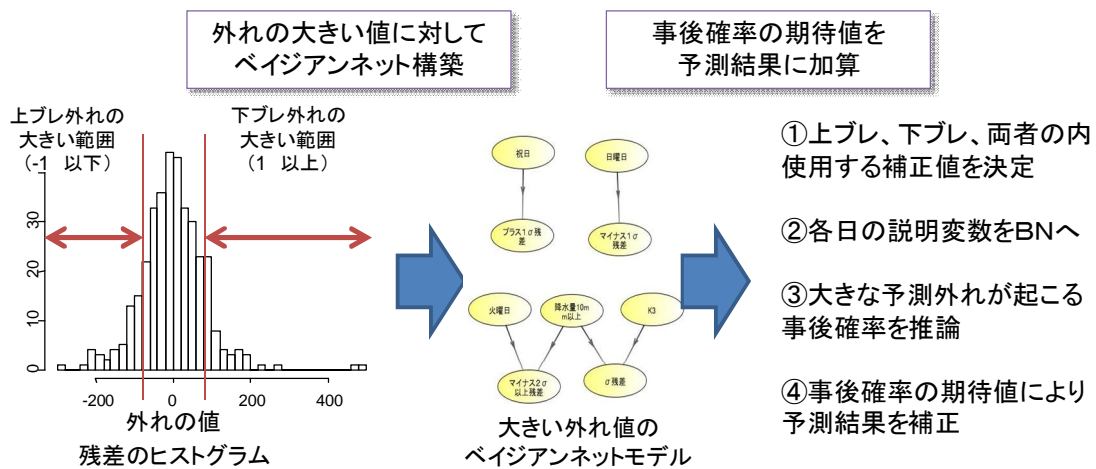 外れの大きい値に対して
ベイジアンネット構築
事後確率の期待値を
予測結果に加算
上ブレ外れの
大きい範囲
(-1 以下)
下ブレ外れの
大きい範囲
(1 以上)
0
10
20
30
-200
0
200
400
外れの値
残差のヒストグラム
祝日
日曜日
プラス1σ残
差
マイナス1σ
残差
火曜日
降水量10m
m以上
K3
マイナス2σ
以上残差
σ残差
大きい外れ値の
ベイジアンネットモデル
①上ブレ、下ブレ、両者の内
使用する補正値を決定
②各日の説明変数をBNへ
③大きな予測外れが起こる
事後確率を推論
④事後確率の期待値により
予測結果を補正